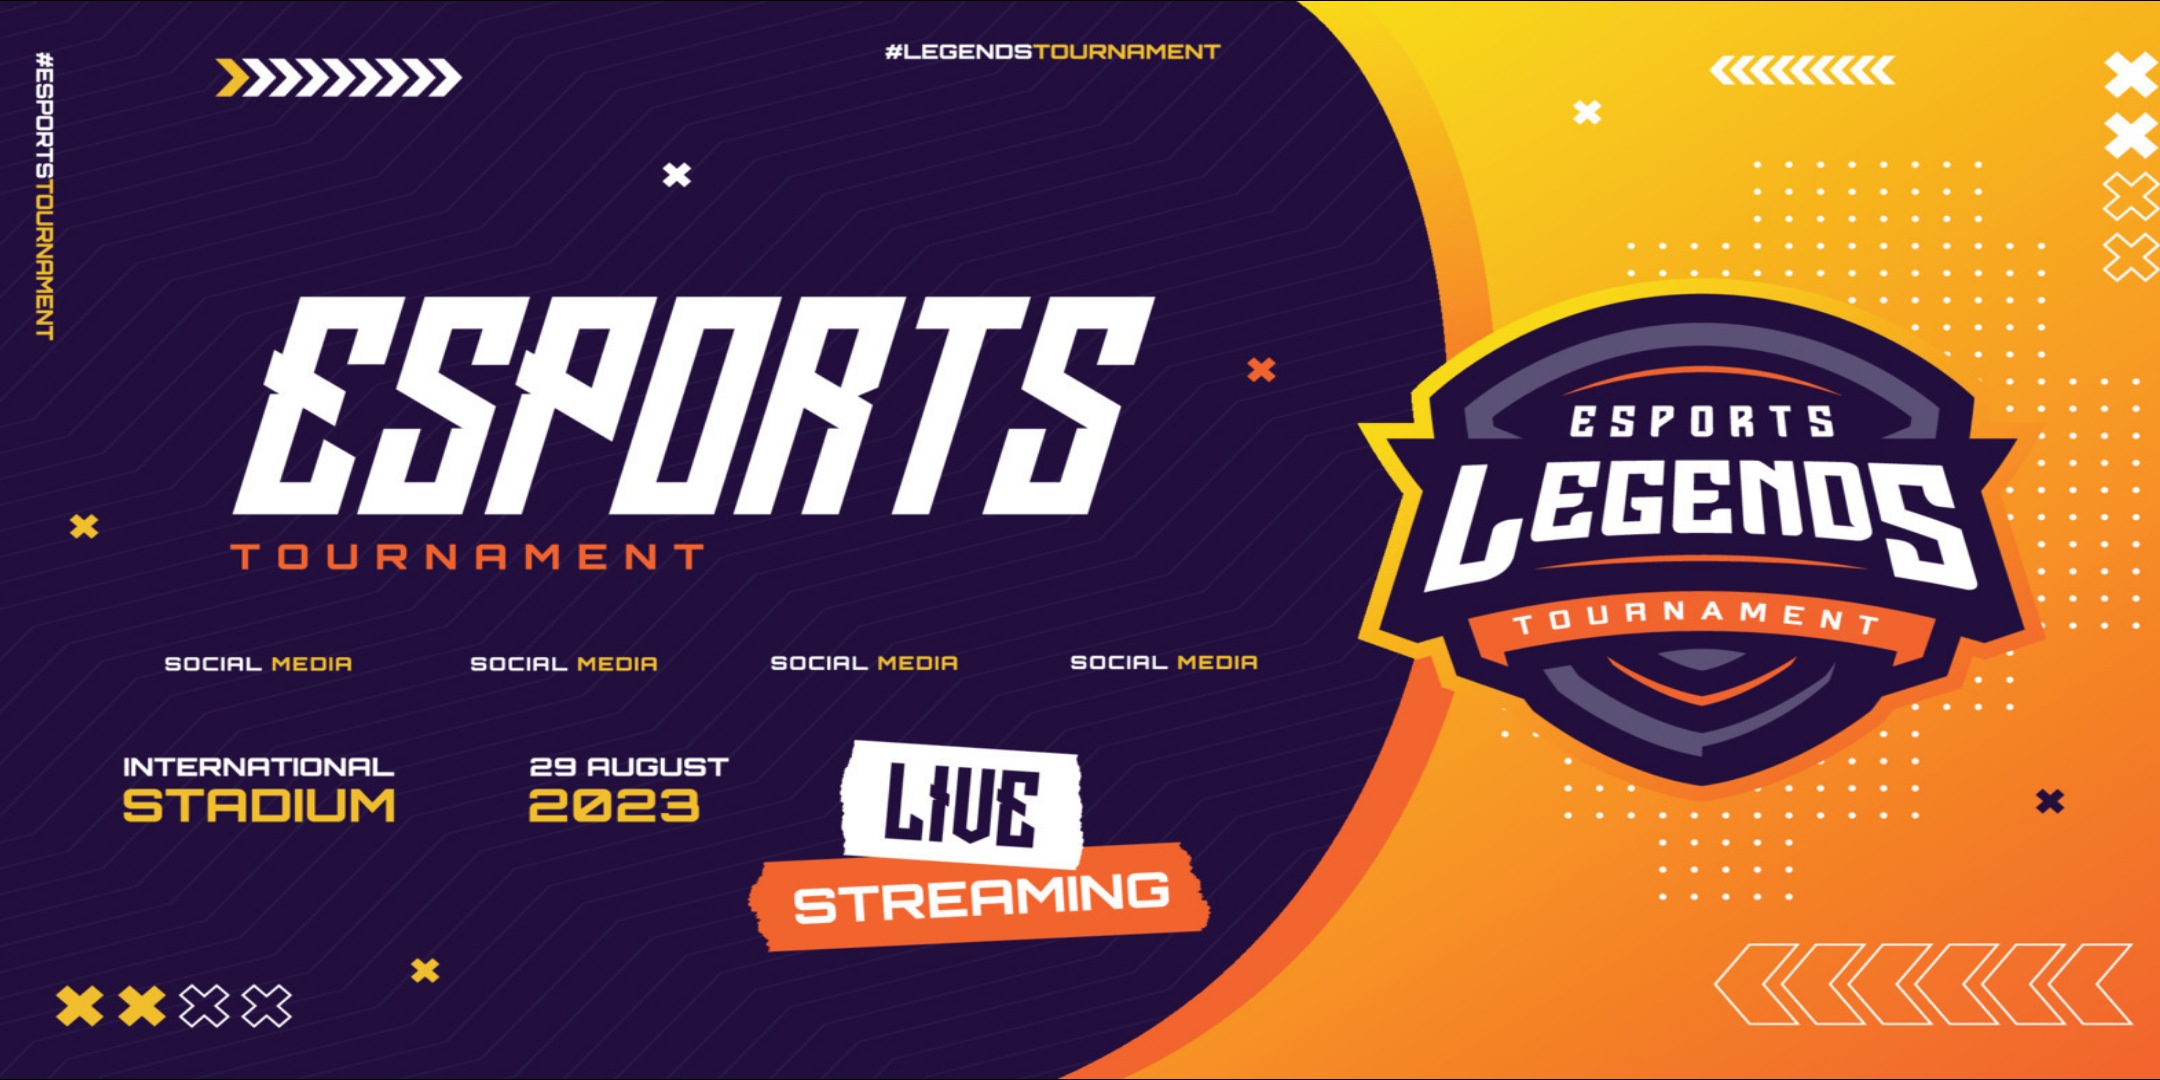 #ESPORTSTOURNAMENT
#LEGENDSTOURNAMENT
ESPORTS
TOURNAMENT
SOCIAL MEDIA
SOCIAL MEDIA
SOCIAL MEDIA
SOCIAL MEDIA
INTERNATIONAL
STADIUM
29 AUGUST
2023
LIVE
STREAMING
ESPORTS
LEGENDS
TOURNAMENT